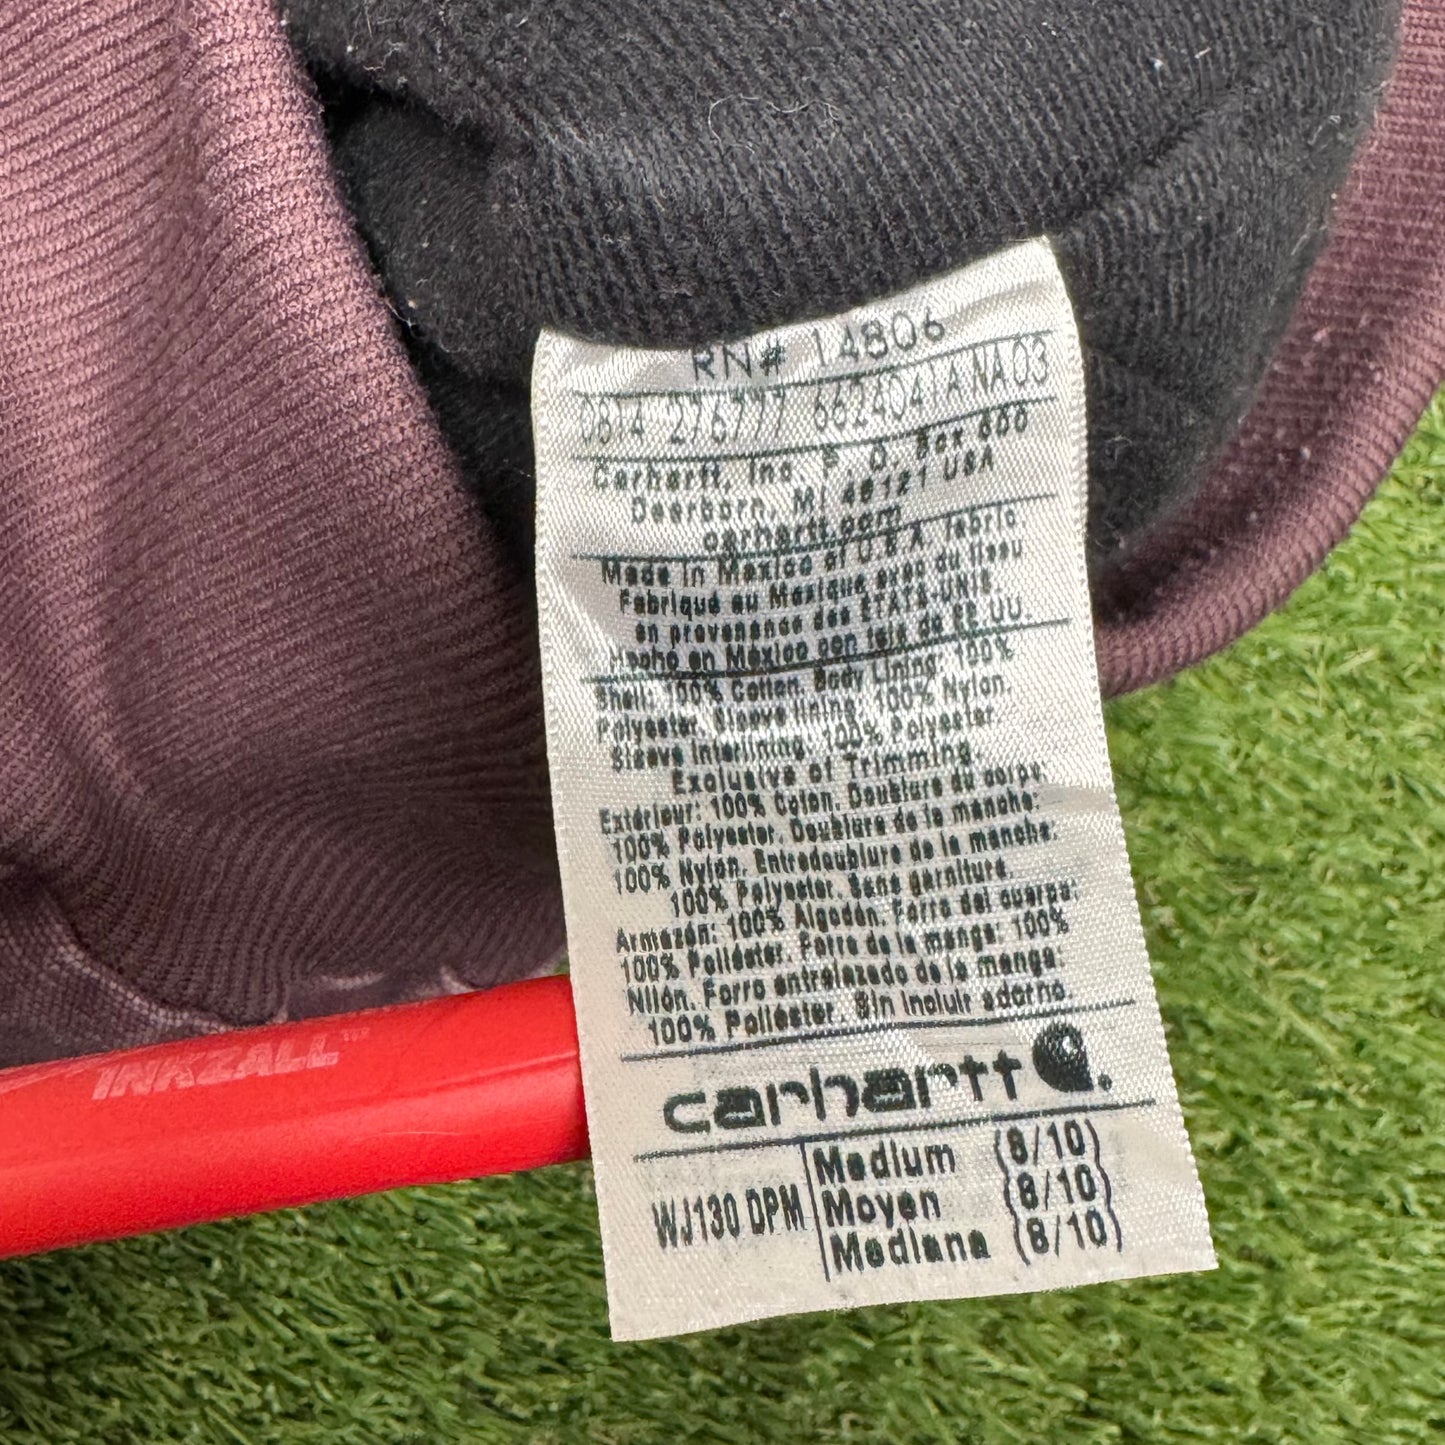 RN# 14806
0814 276777 6624041A NA03
Carhartt, Inc. P. O. Box 600
Dearborn, MI 48121 USA
carhartt.com
Made in Mexico of U.S.A. fabric.
Fabriqué au Mexique avec du tissu
en provenance des ÉTATS-UNIS
Hecho en México con tela de EE.UU.
Shell: 100% Cotton. Body Lining: 100%
Polyester. Sleeve lining: 100% Nylon.
Sleeve Interlining: 100% Polyester.
Exclusive of Trimming.
Extérieur: 100% Coton. Doublure du corps:
100% Polyester. Doublure de la manche:
100% Nylon. Entredoublure de la manche:
100% Polyester. Sans garniture.
Armazón: 100% Algodón. Forro del cuerpo:
100% Poliéster. Forro de la manga: 100%
Nilón. Forro entrelazado de la manga:
100% Poliéster. Sin incluir adorno.
carhartt
WJ130 DPM
Medium (8/10)
Moyen (8/10)
Mediana (8/10)
INKZALL™